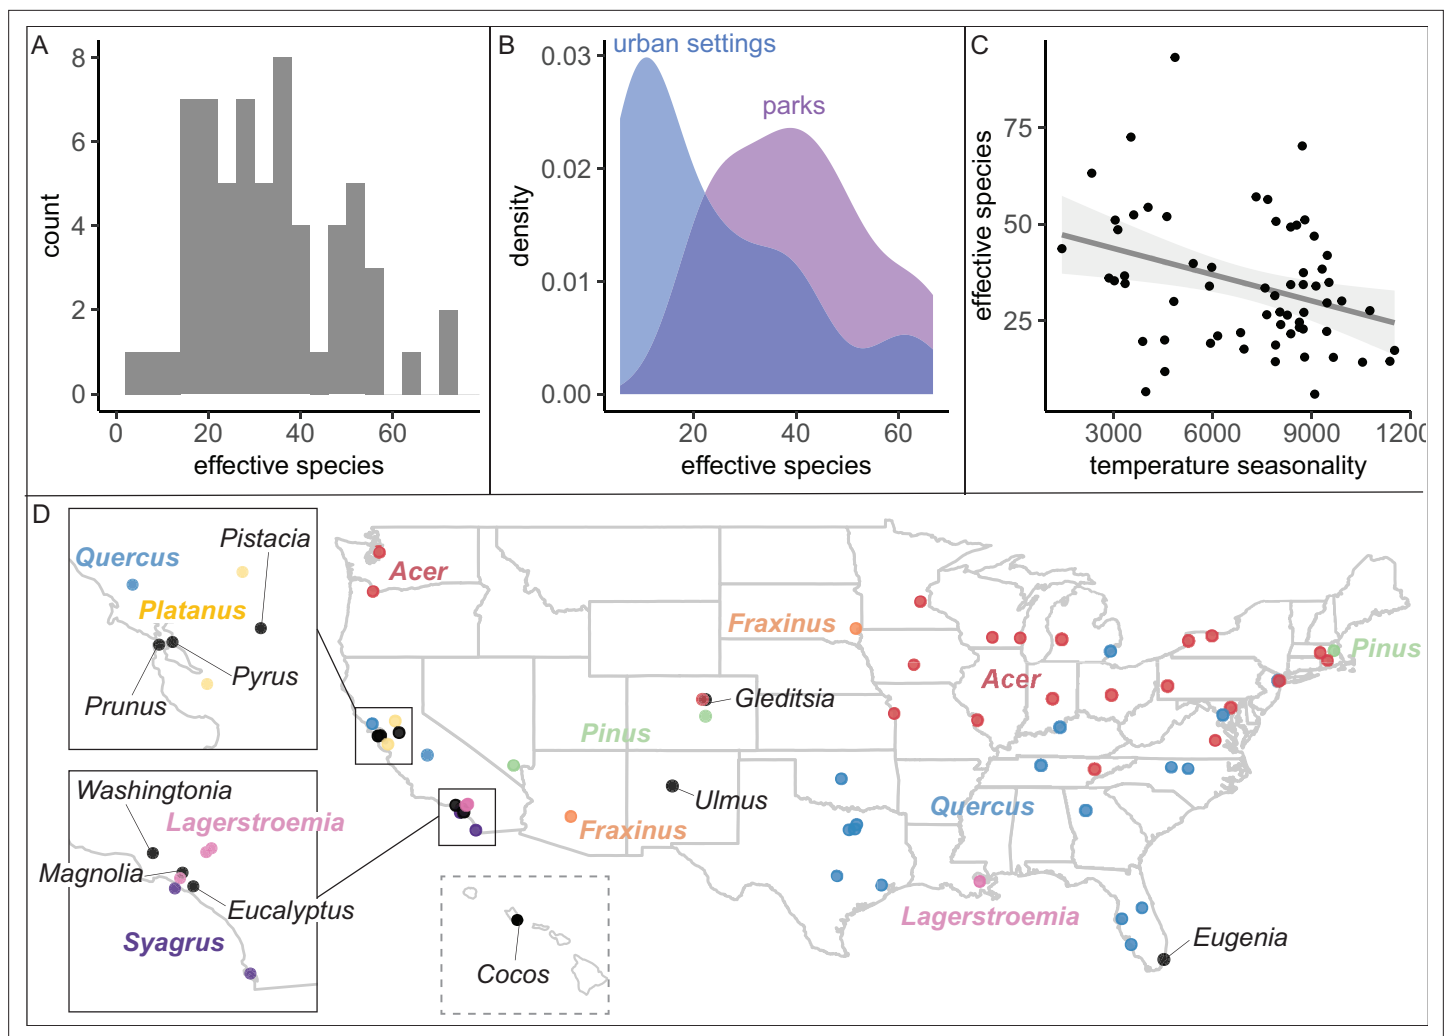 A
8
6
4
2
0
count
0 20 40 60
effective species
B
urban settings
parks
0.03
0.02
0.01
0.00
density
20 40 60
effective species
C
75
50
25
effective species
3000 6000 9000 1200
temperature seasonality
D
Pistacia
Quercus
Platanus
Pyrus
Prunus
Washingtonia
Lagerstroemia
Magnolia
Eucalyptus
Syagrus
Acer
Fraxinus
Pinus
Acer
Gleditsia
Pinus
Ulmus
Quercus
Fraxinus
Lagerstroemia
Eugenia
Cocos